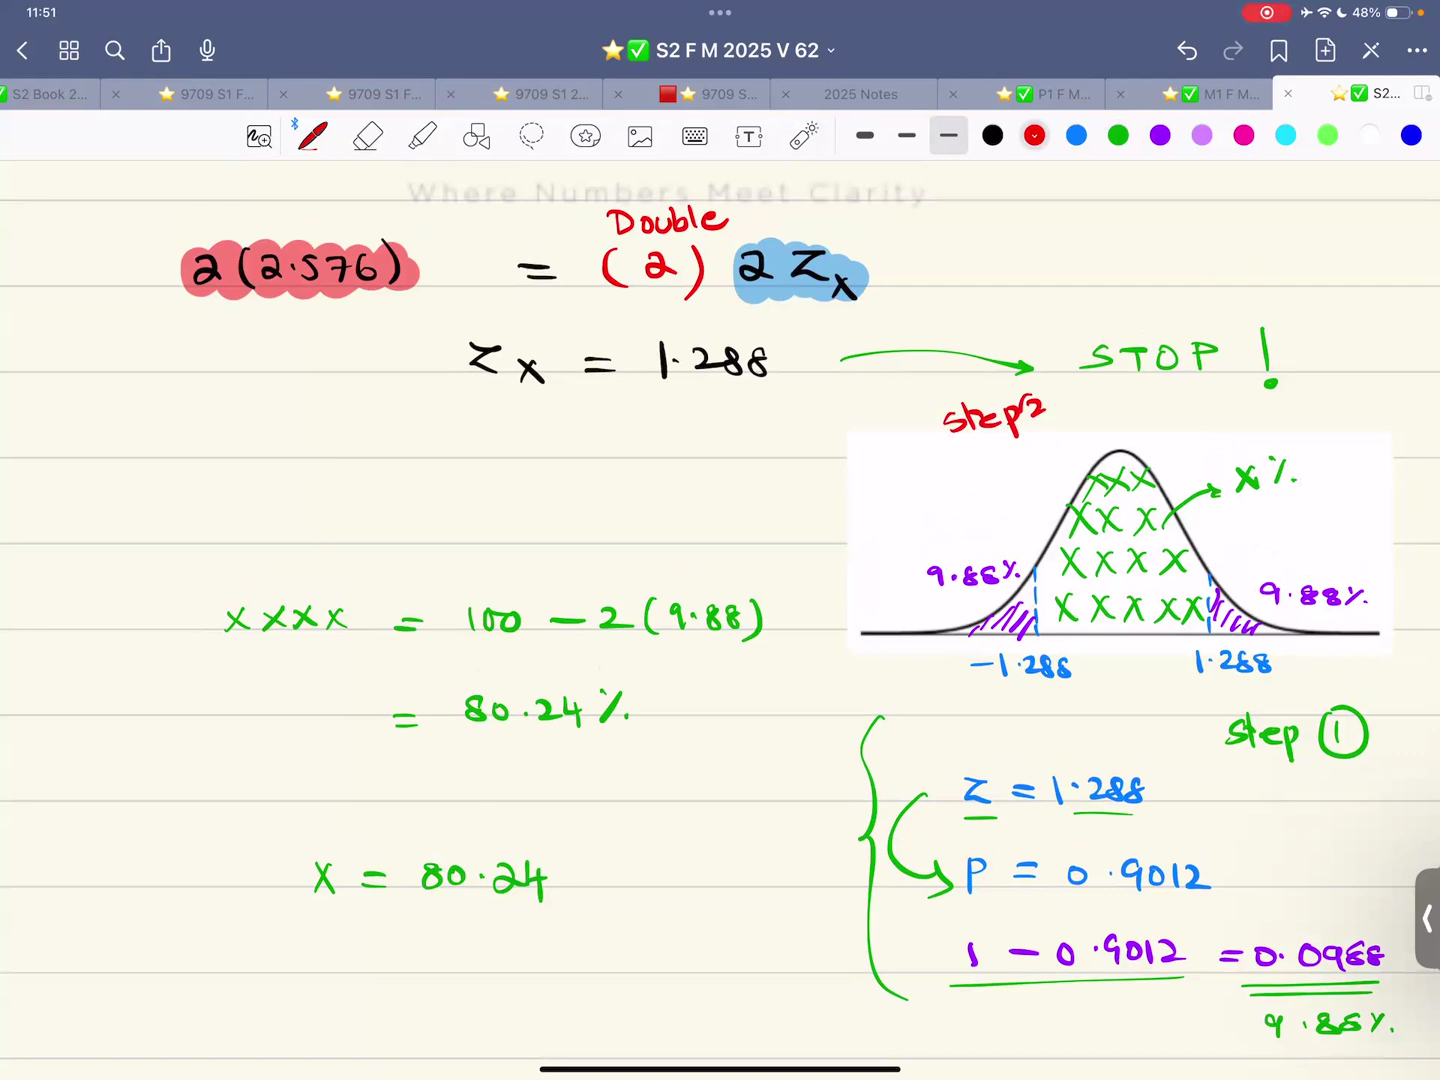 11:51
48%
S2 F M 2025 V 62
S2 Book 2...
9709 S1 F...
9709 S1 F...
9709 S1 2...
9709 S...
2025 Notes
P1 F M...
M1 F M...
S2...
Where Numbers Meet Clarity
Double
2(2.576) = (2) 2 Zx
Zx = 1.288 → STOP !
step 2
x %.
9.88%.
9.88%.
-1.288 1.288
xxxx = 100 - 2(9.88)
= 80.24 %.
step 1
Z = 1.288
x = 80.24
P = 0.9012
1 - 0.9012 = 0.0988
9.88%.